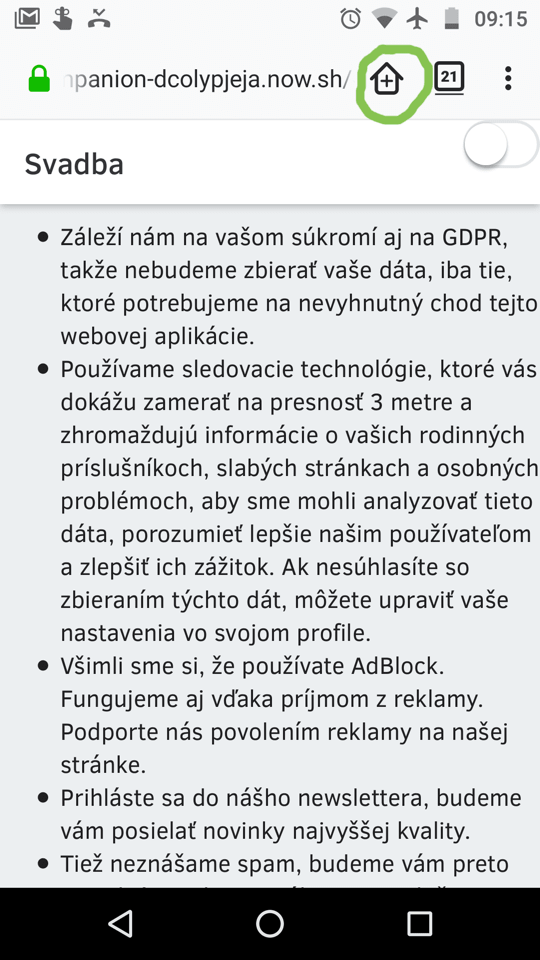 09:15
panion-dcolypjeja.now.sh/
21
Svadba
Záleží nám na vašom súkromí aj na GDPR,
takže nebudeme zbierať vaše dáta, iba tie,
ktoré potrebujeme na nevyhnutný chod tejto
webovej aplikácie.
Používame sledovacie technológie, ktoré vás
dokážu zamerať na presnosť 3 metre a
zhromaždujú informácie o vašich rodinných
príslušníkoch, slabých stránkach a osobných
problémoch, aby sme mohli analyzovať tieto
dáta, porozumieť lepšie našim používateľom
a zlepšiť ich zážitok. Ak nesúhlasíte so
zbieraním týchto dát, môžete upraviť vaše
nastavenia vo svojom profile.
Všimli sme si, že používate AdBlock.
Fungujeme aj vďaka príjmom z reklamy.
Podporte nás povolením reklamy na našej
stránke.
Prihláste sa do nášho newslettera, budeme
vám posielať novinky najvyššej kvality.
Tiež neznášame spam, budeme vám preto